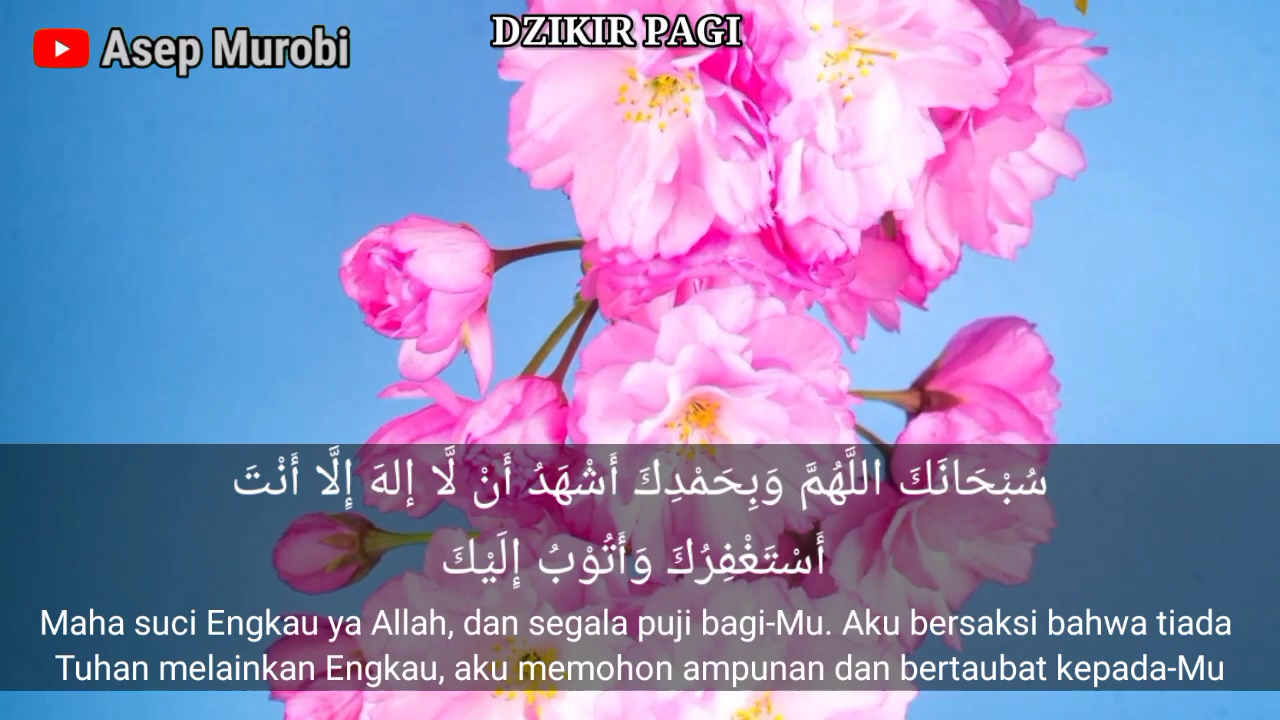 Asep Murobi
DZIKIR PAGI
سُبْحَانَكَ اللَّهُمَّ وَبِحَمْدِكَ أَشْهَدُ أَنْ لَّا إلهَ إِلَّا أَنْتَ
أَسْتَغْفِرُكَ وَأَتُوْبُ إِلَيْكَ
Maha suci Engkau ya Allah, dan segala puji bagi-Mu. Aku bersaksi bahwa tiada
Tuhan melainkan Engkau, aku memohon ampunan dan bertaubat kepada-Mu